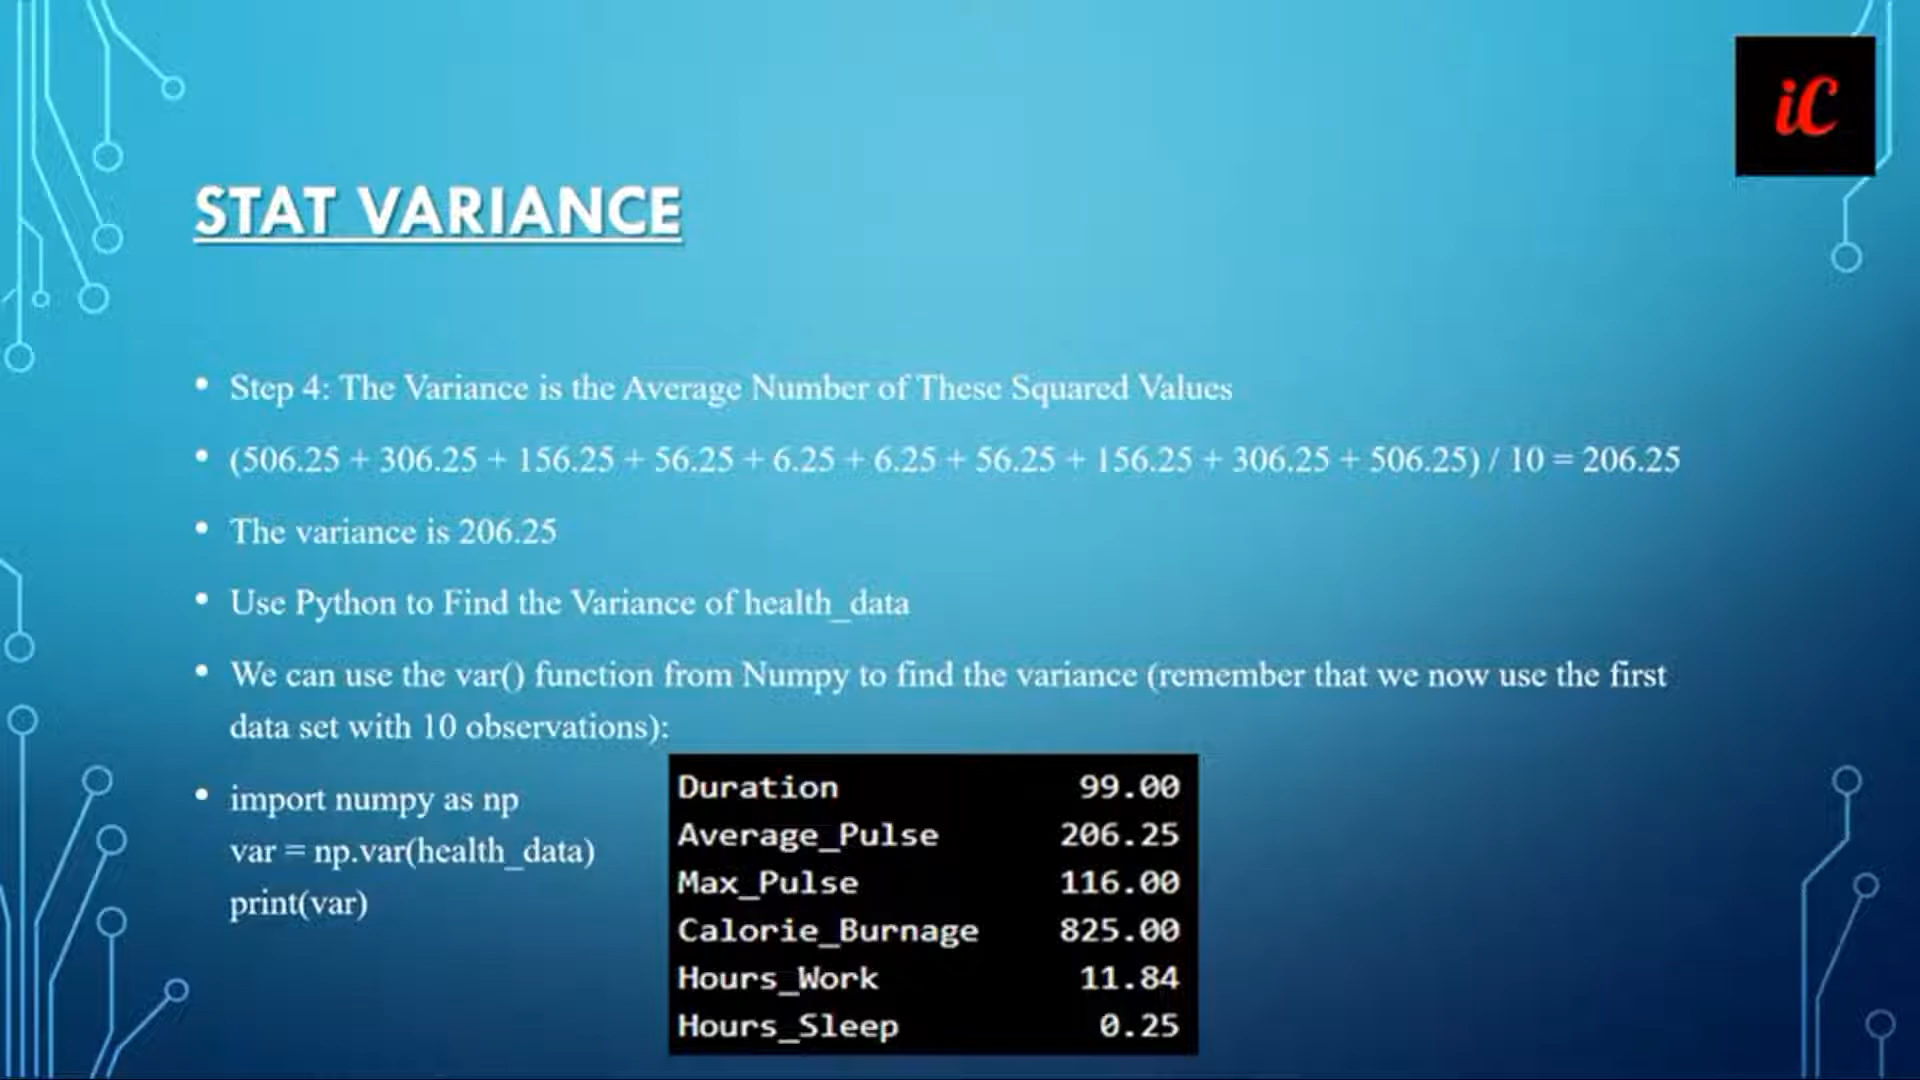 iC
STAT VARIANCE
• Step 4: The Variance is the Average Number of These Squared Values
• (506.25 + 306.25 + 156.25 + 56.25 + 6.25 + 6.25 + 56.25 + 156.25 + 306.25 + 506.25) / 10 = 206.25
• The variance is 206.25
• Use Python to Find the Variance of health_data
• We can use the var() function from Numpy to find the variance (remember that we now use the first
data set with 10 observations):
• import numpy as np
var = np.var(health_data)
print(var)
Duration 99.00
Average_Pulse 206.25
Max_Pulse 116.00
Calorie_Burnage 825.00
Hours_Work 11.84
Hours_Sleep 0.25